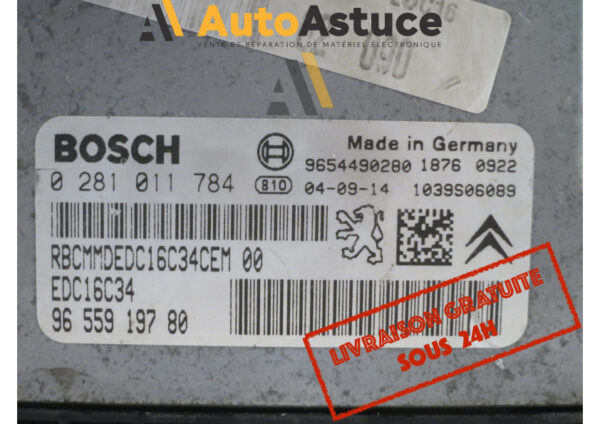 AutoAstuce
VENTE ET RÉPARATION DE MATÉRIEL ÉLECTRONIQUE
090
BOSCH
Made in Germany
9654490280 1876 0922
0 281 011 784
810
04-09-14 1039S06089
RBCMMDEDC16C34CEM 00
EDC16C34
96 559 197 80
LIVRAISON GRATUITE
SOUS 24H